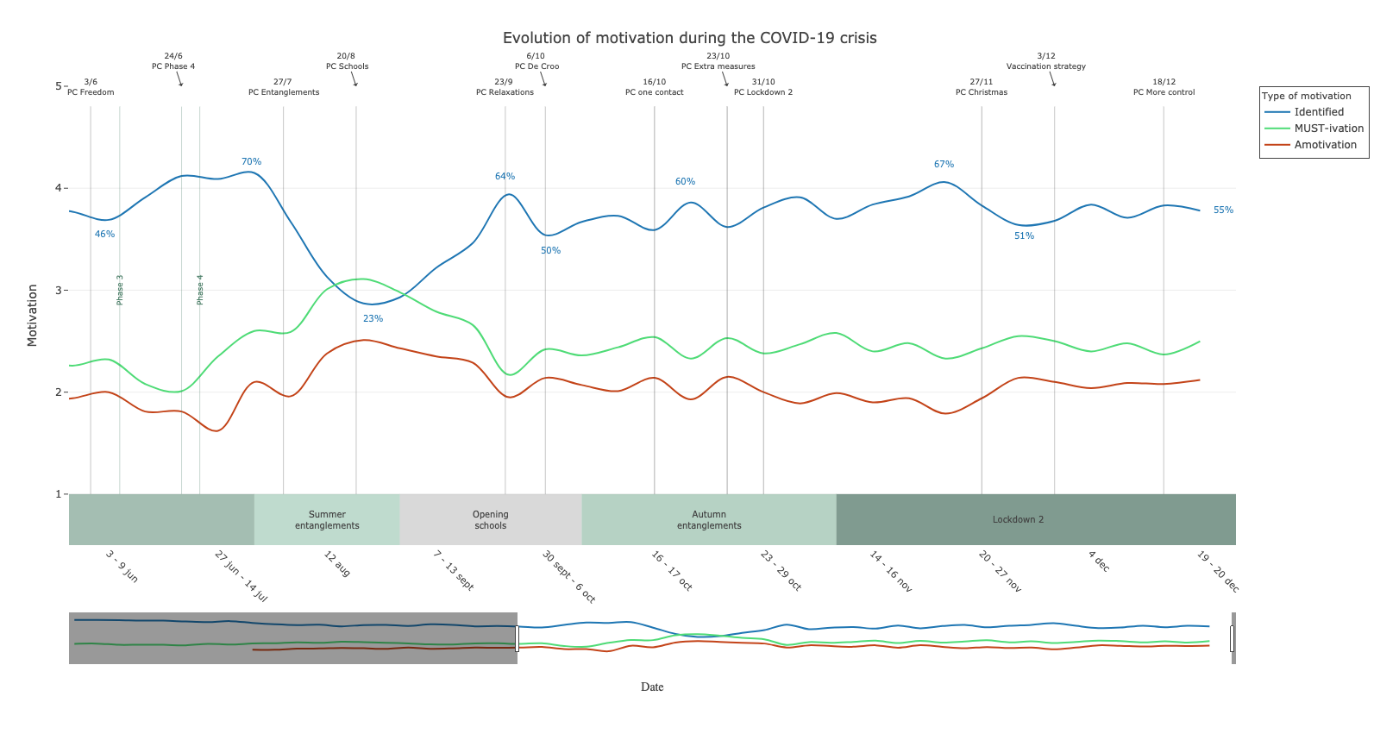 Evolution of motivation during the COVID-19 crisis
24/6
PC Phase 4
20/8
PC Schools
6/10
PC De Croo
23/10
PC Extra measures
3/12
Vaccination strategy
3/6
PC Freedom
27/7
PC Entanglements
23/9
PC Relaxations
16/10
PC one contact
31/10
PC Lockdown 2
27/11
PC Christmas
18/12
PC More control
Type of motivation
Identified
MUST-ivation
Amotivation
5
4
3
2
1
Motivation
46%
70%
23%
64%
50%
60%
67%
51%
55%
Phase 3
Phase 4
Summer
entanglements
Opening
schools
Autumn
entanglements
Lockdown 2
3 - 9 jun
27 jun - 14 jul
12 aug
7 - 13 sept
30 sept - 6 oct
16 - 17 oct
23 - 29 oct
14 - 16 nov
20 - 27 nov
4 dec
19 - 20 dec
Date